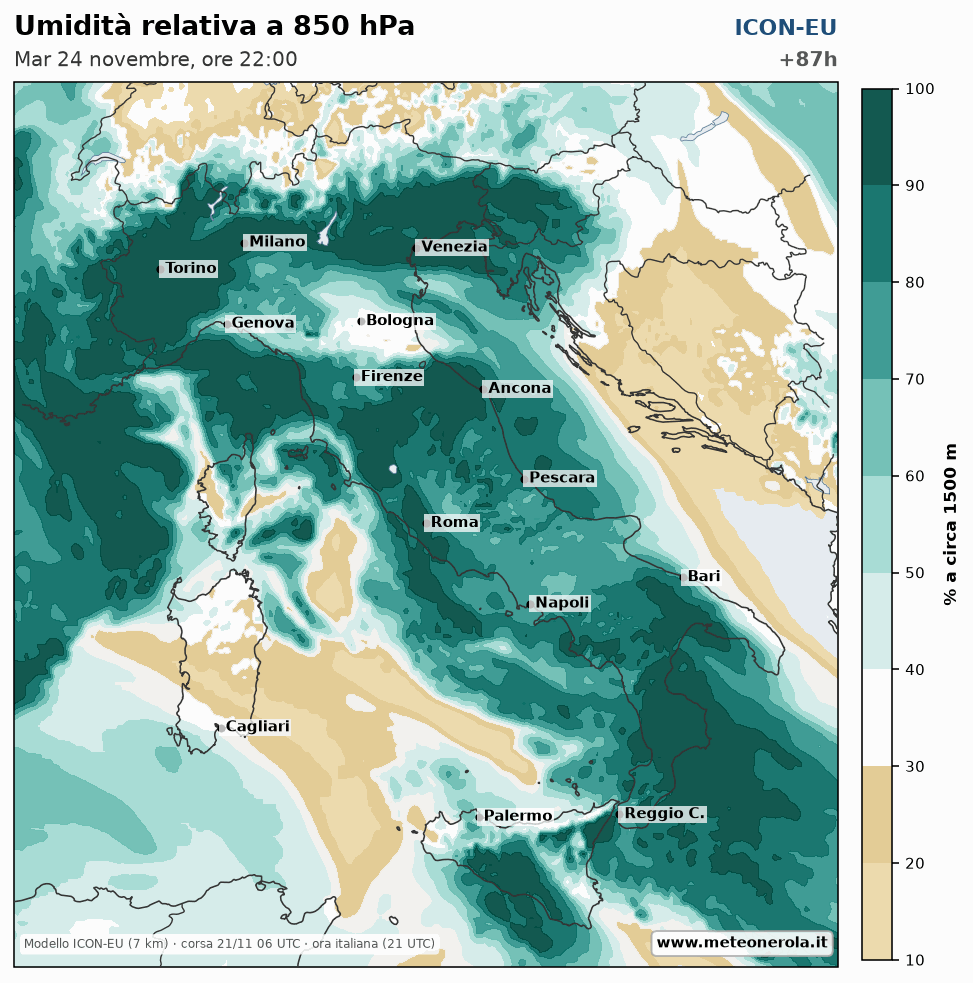 Umidità relativa a 850 hPa
ICON-EU
Mar 24 novembre, ore 22:00
+87h
100
90
80
70
60
50
40
30
20
10
% a circa 1500 m
Milano
Venezia
Torino
Genova
Bologna
Firenze
Ancona
Pescara
Roma
Bari
Napoli
Cagliari
Palermo
Reggio C.
Modello ICON-EU (7 km) · corsa 21/11 06 UTC · ora italiana (21 UTC)
www.meteonerola.it